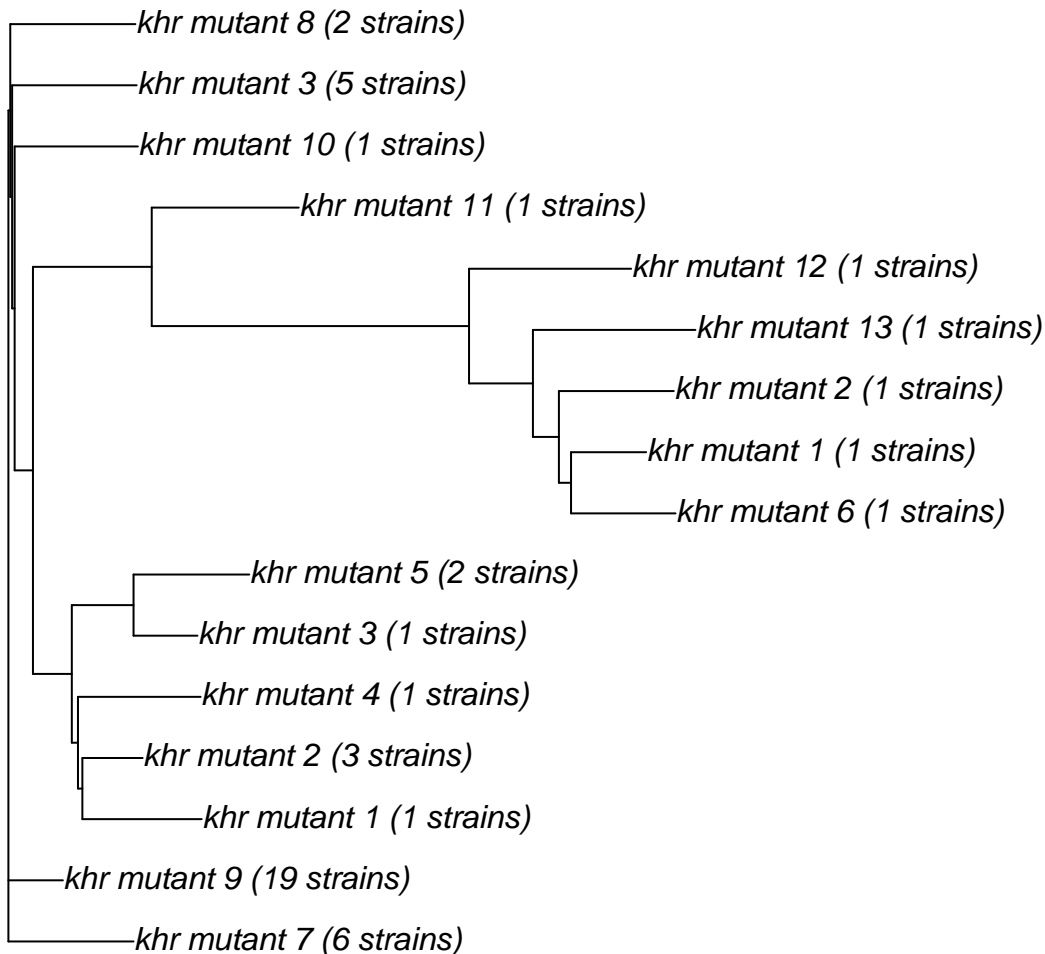 khr mutant 8 (2 strains)
khr mutant 3 (5 strains)
khr mutant 10 (1 strains)
khr mutant 11 (1 strains)
khr mutant 12 (1 strains)
khr mutant 13 (1 strains)
khr mutant 2 (1 strains)
khr mutant 1 (1 strains)
khr mutant 6 (1 strains)
khr mutant 5 (2 strains)
khr mutant 3 (1 strains)
khr mutant 4 (1 strains)
khr mutant 2 (3 strains)
khr mutant 1 (1 strains)
khr mutant 9 (19 strains)
khr mutant 7 (6 strains)